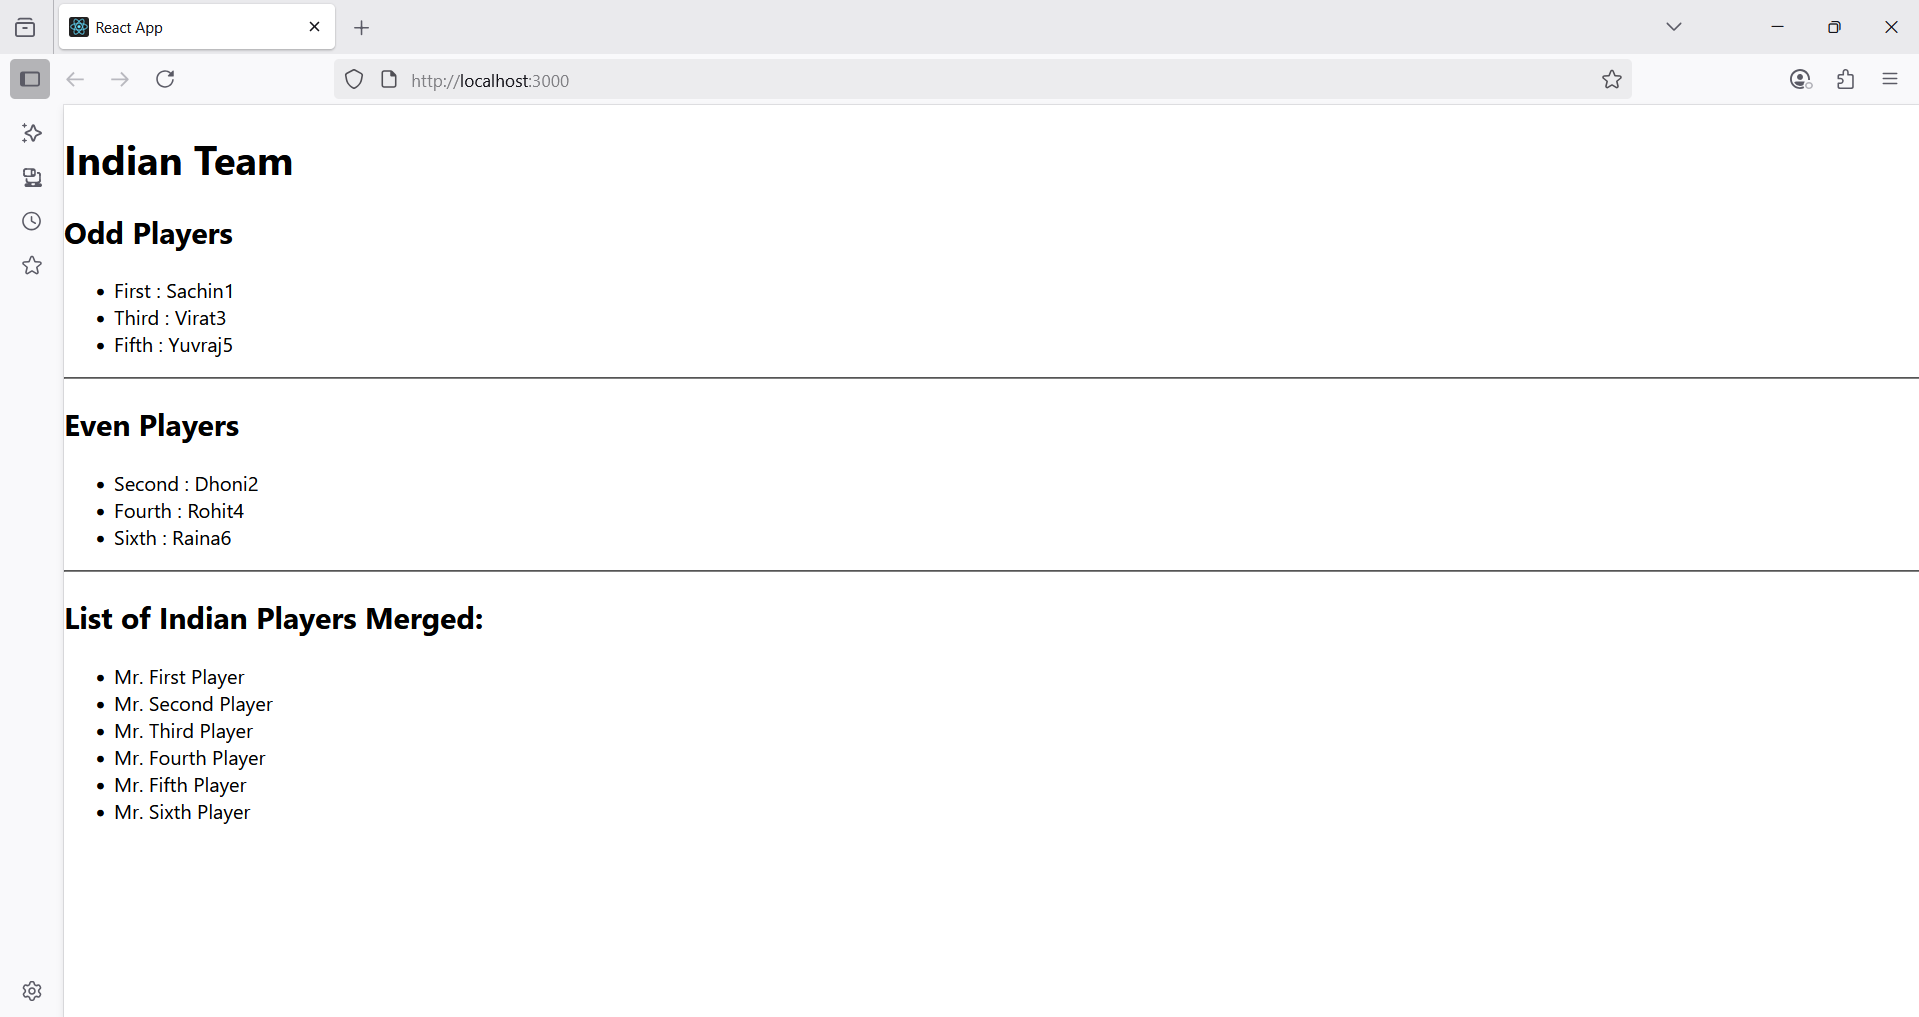 React App
http://localhost:3000
Indian Team
Odd Players
First : Sachin1
Third : Virat3
Fifth : Yuvraj5
Even Players
Second : Dhoni2
Fourth : Rohit4
Sixth : Raina6
List of Indian Players Merged:
Mr. First Player
Mr. Second Player
Mr. Third Player
Mr. Fourth Player
Mr. Fifth Player
Mr. Sixth Player